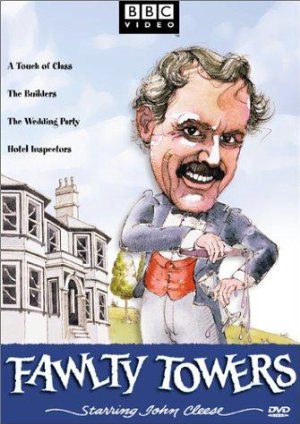 BBC
VIDEO
A Touch of Class
The Builders
The Wedding Party
Hotel Inspectors
FAWLTY TOWERS
Starring John Cleese
DVD